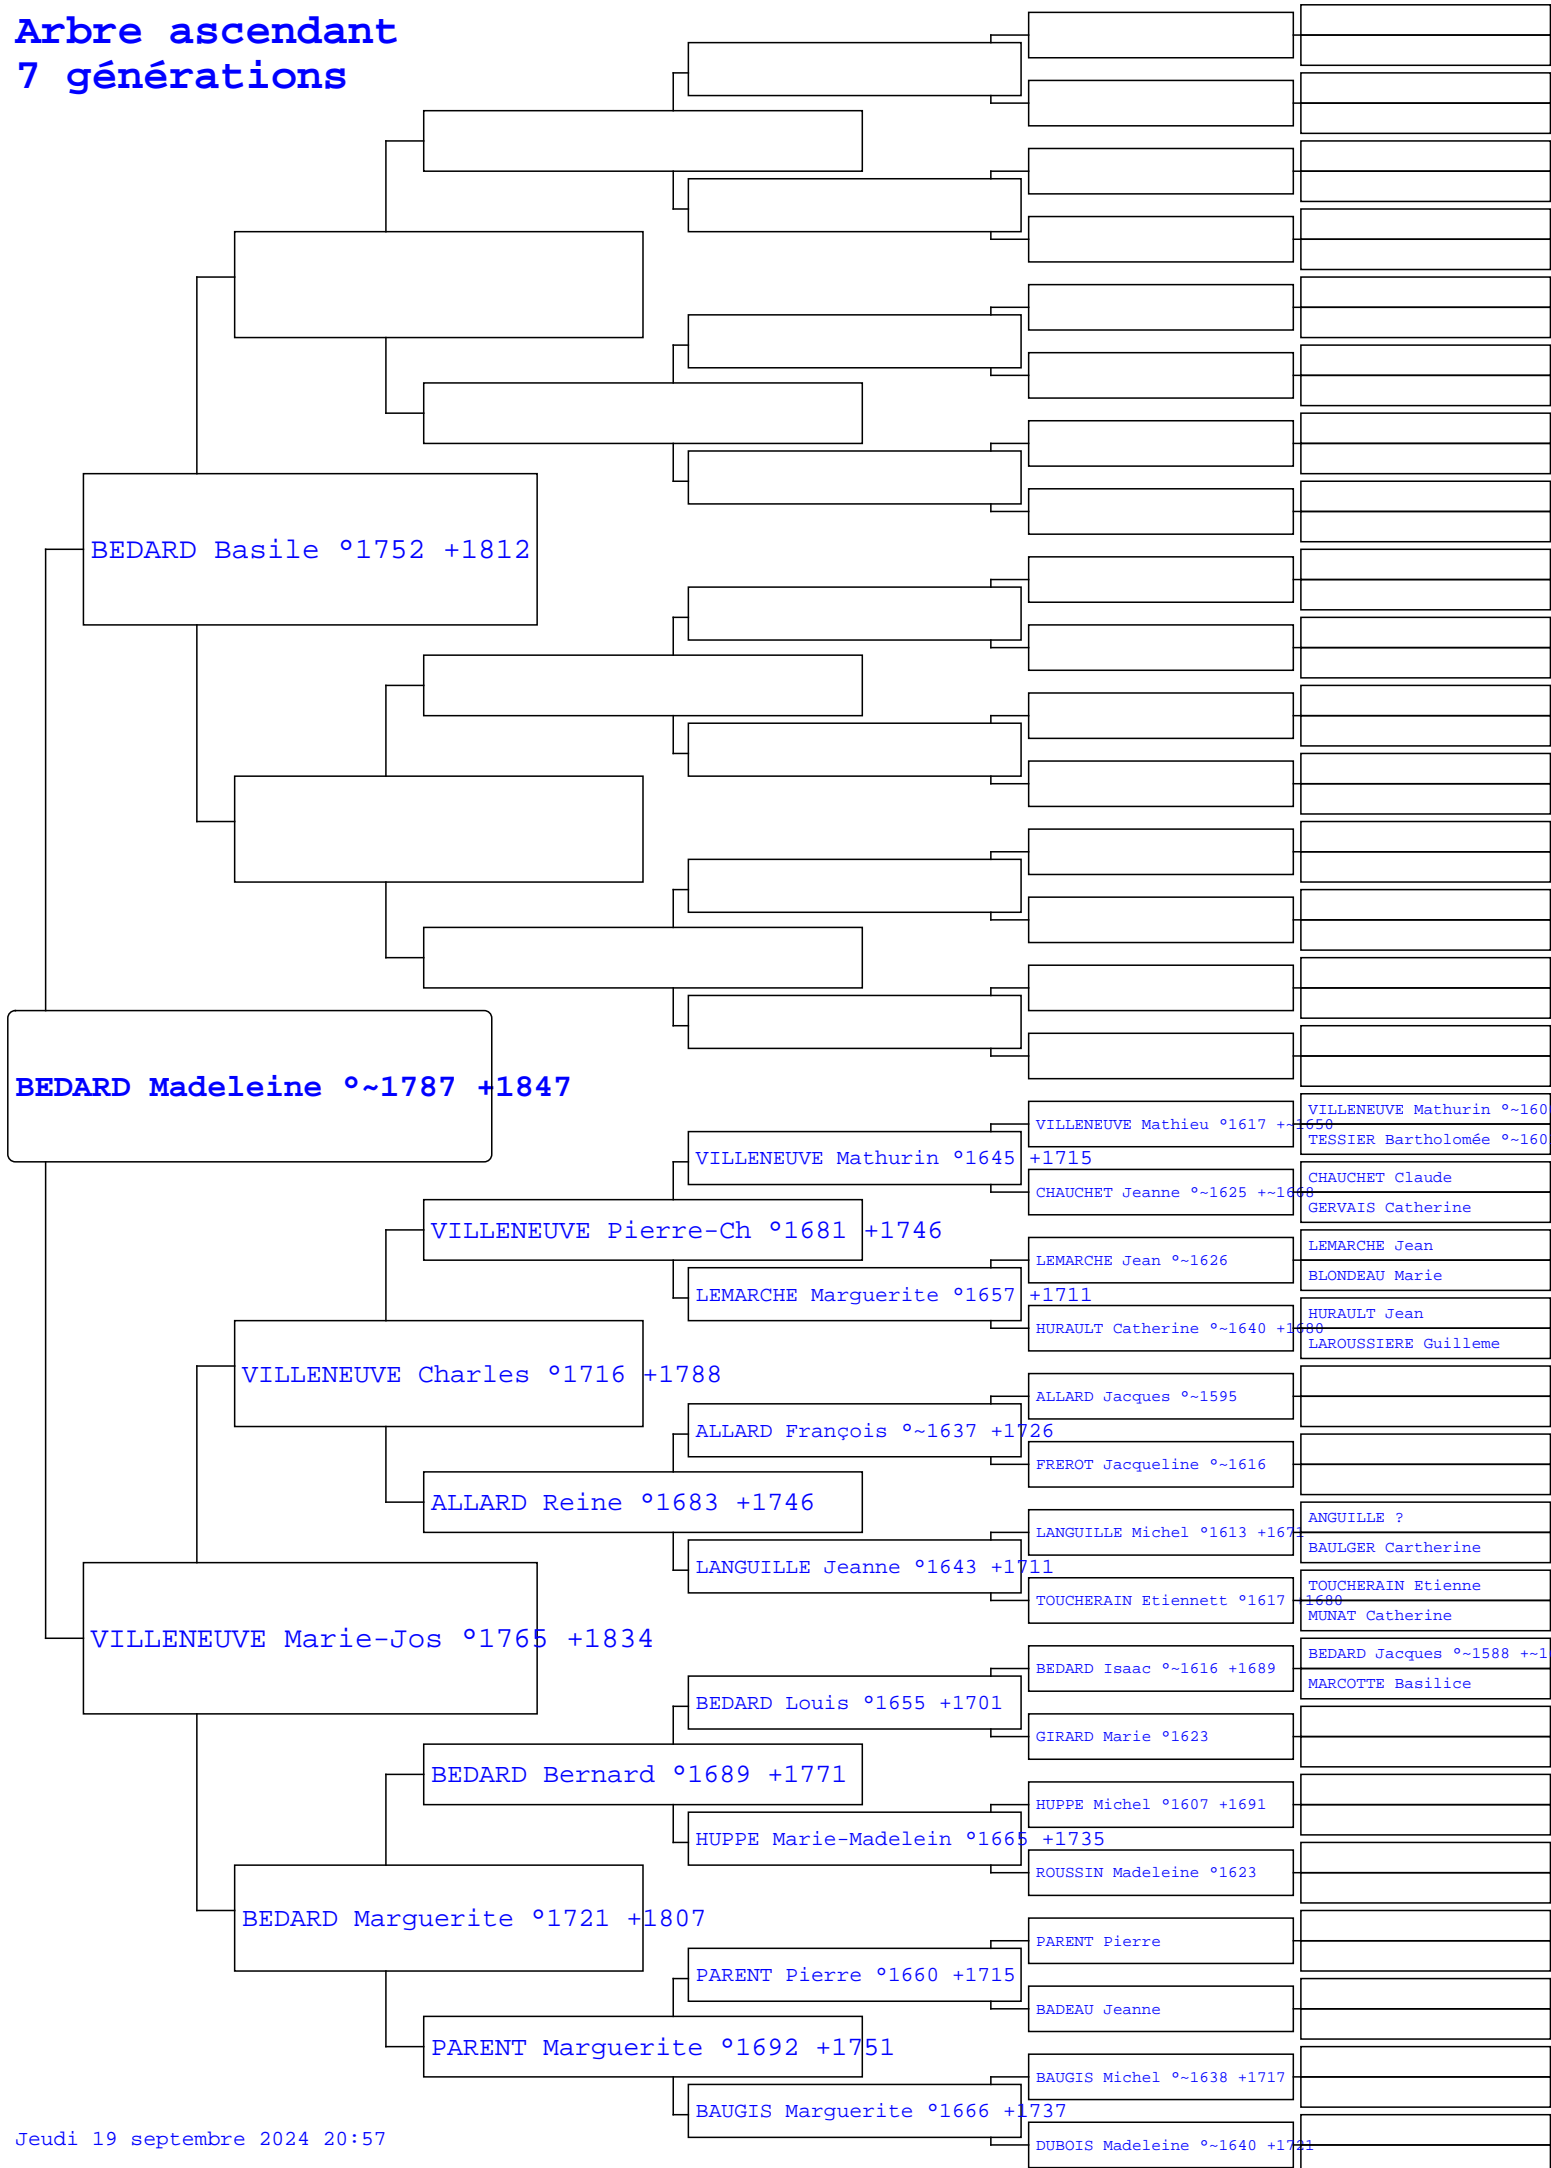 Arbre ascendant
7 générations
BEDARD Basile °1752 +1812
BEDARD Madeleine °~1787 +1847
VILLENEUVE Mathieu °1617 +~1650
VILLENEUVE Mathurin °~160
TESSIER Bartholomée °~160
VILLENEUVE Mathurin °1645 +1715
CHAUCHET Jeanne °~1625 +~1668
CHAUCHET Claude
GERVAIS Catherine
VILLENEUVE Pierre-Ch °1681 +1746
LEMARCHE Jean °~1626
LEMARCHE Jean
BLONDEAU Marie
LEMARCHE Marguerite °1657 +1711
HURAULT Catherine °~1640 +1680
HURAULT Jean
LAROUSSIERE Guilleme
VILLENEUVE Charles °1716 +1788
ALLARD Jacques °~1595
ALLARD François °~1637 +1726
FREROT Jacqueline °~1616
ALLARD Reine °1683 +1746
LANGUILLE Michel °1613 +1671
ANGUILLE ?
BAULGER Cartherine
LANGUILLE Jeanne °1643 +1711
TOUCHERAIN Etiennett °1617 +1680
TOUCHERAIN Etienne
MUNAT Catherine
VILLENEUVE Marie-Jos °1765 +1834
BEDARD Isaac °~1616 +1689
BEDARD Jacques °~1588 +~1
MARCOTTE Basilice
BEDARD Louis °1655 +1701
GIRARD Marie °1623
BEDARD Bernard °1689 +1771
HUPPE Michel °1607 +1691
HUPPE Marie-Madelein °1665 +1735
ROUSSIN Madeleine °1623
BEDARD Marguerite °1721 +1807
PARENT Pierre
PARENT Pierre °1660 +1715
BADEAU Jeanne
PARENT Marguerite °1692 +1751
BAUGIS Michel °~1638 +1717
BAUGIS Marguerite °1666 +1737
DUBOIS Madeleine °~1640 +1721
Jeudi 19 septembre 2024 20:57